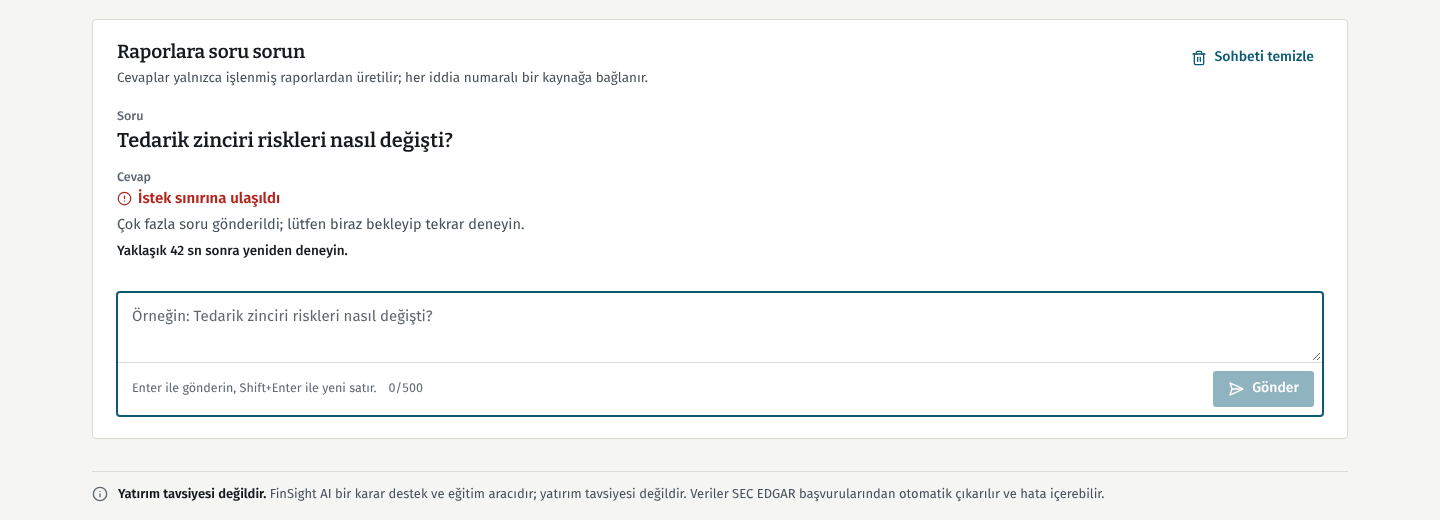 Raporlara soru sorun
Sohbeti temizle
Cevaplar yalnızca işlenmiş raporlardan üretilir; her iddia numaralı bir kaynağa bağlanır.
Soru
Tedarik zinciri riskleri nasıl değişti?
Cevap
İstek sınırına ulaşıldı
Çok fazla soru gönderildi; lütfen biraz bekleyip tekrar deneyin.
Yaklaşık 42 sn sonra yeniden deneyin.
Örneğin: Tedarik zinciri riskleri nasıl değişti?
Enter ile gönderin, Shift+Enter ile yeni satır. 0/500
Gönder
Yatırım tavsiyesi değildir. FinSight AI bir karar destek ve eğitim aracıdır; yatırım tavsiyesi değildir. Veriler SEC EDGAR başvurularından otomatik çıkarılır ve hata içerebilir.